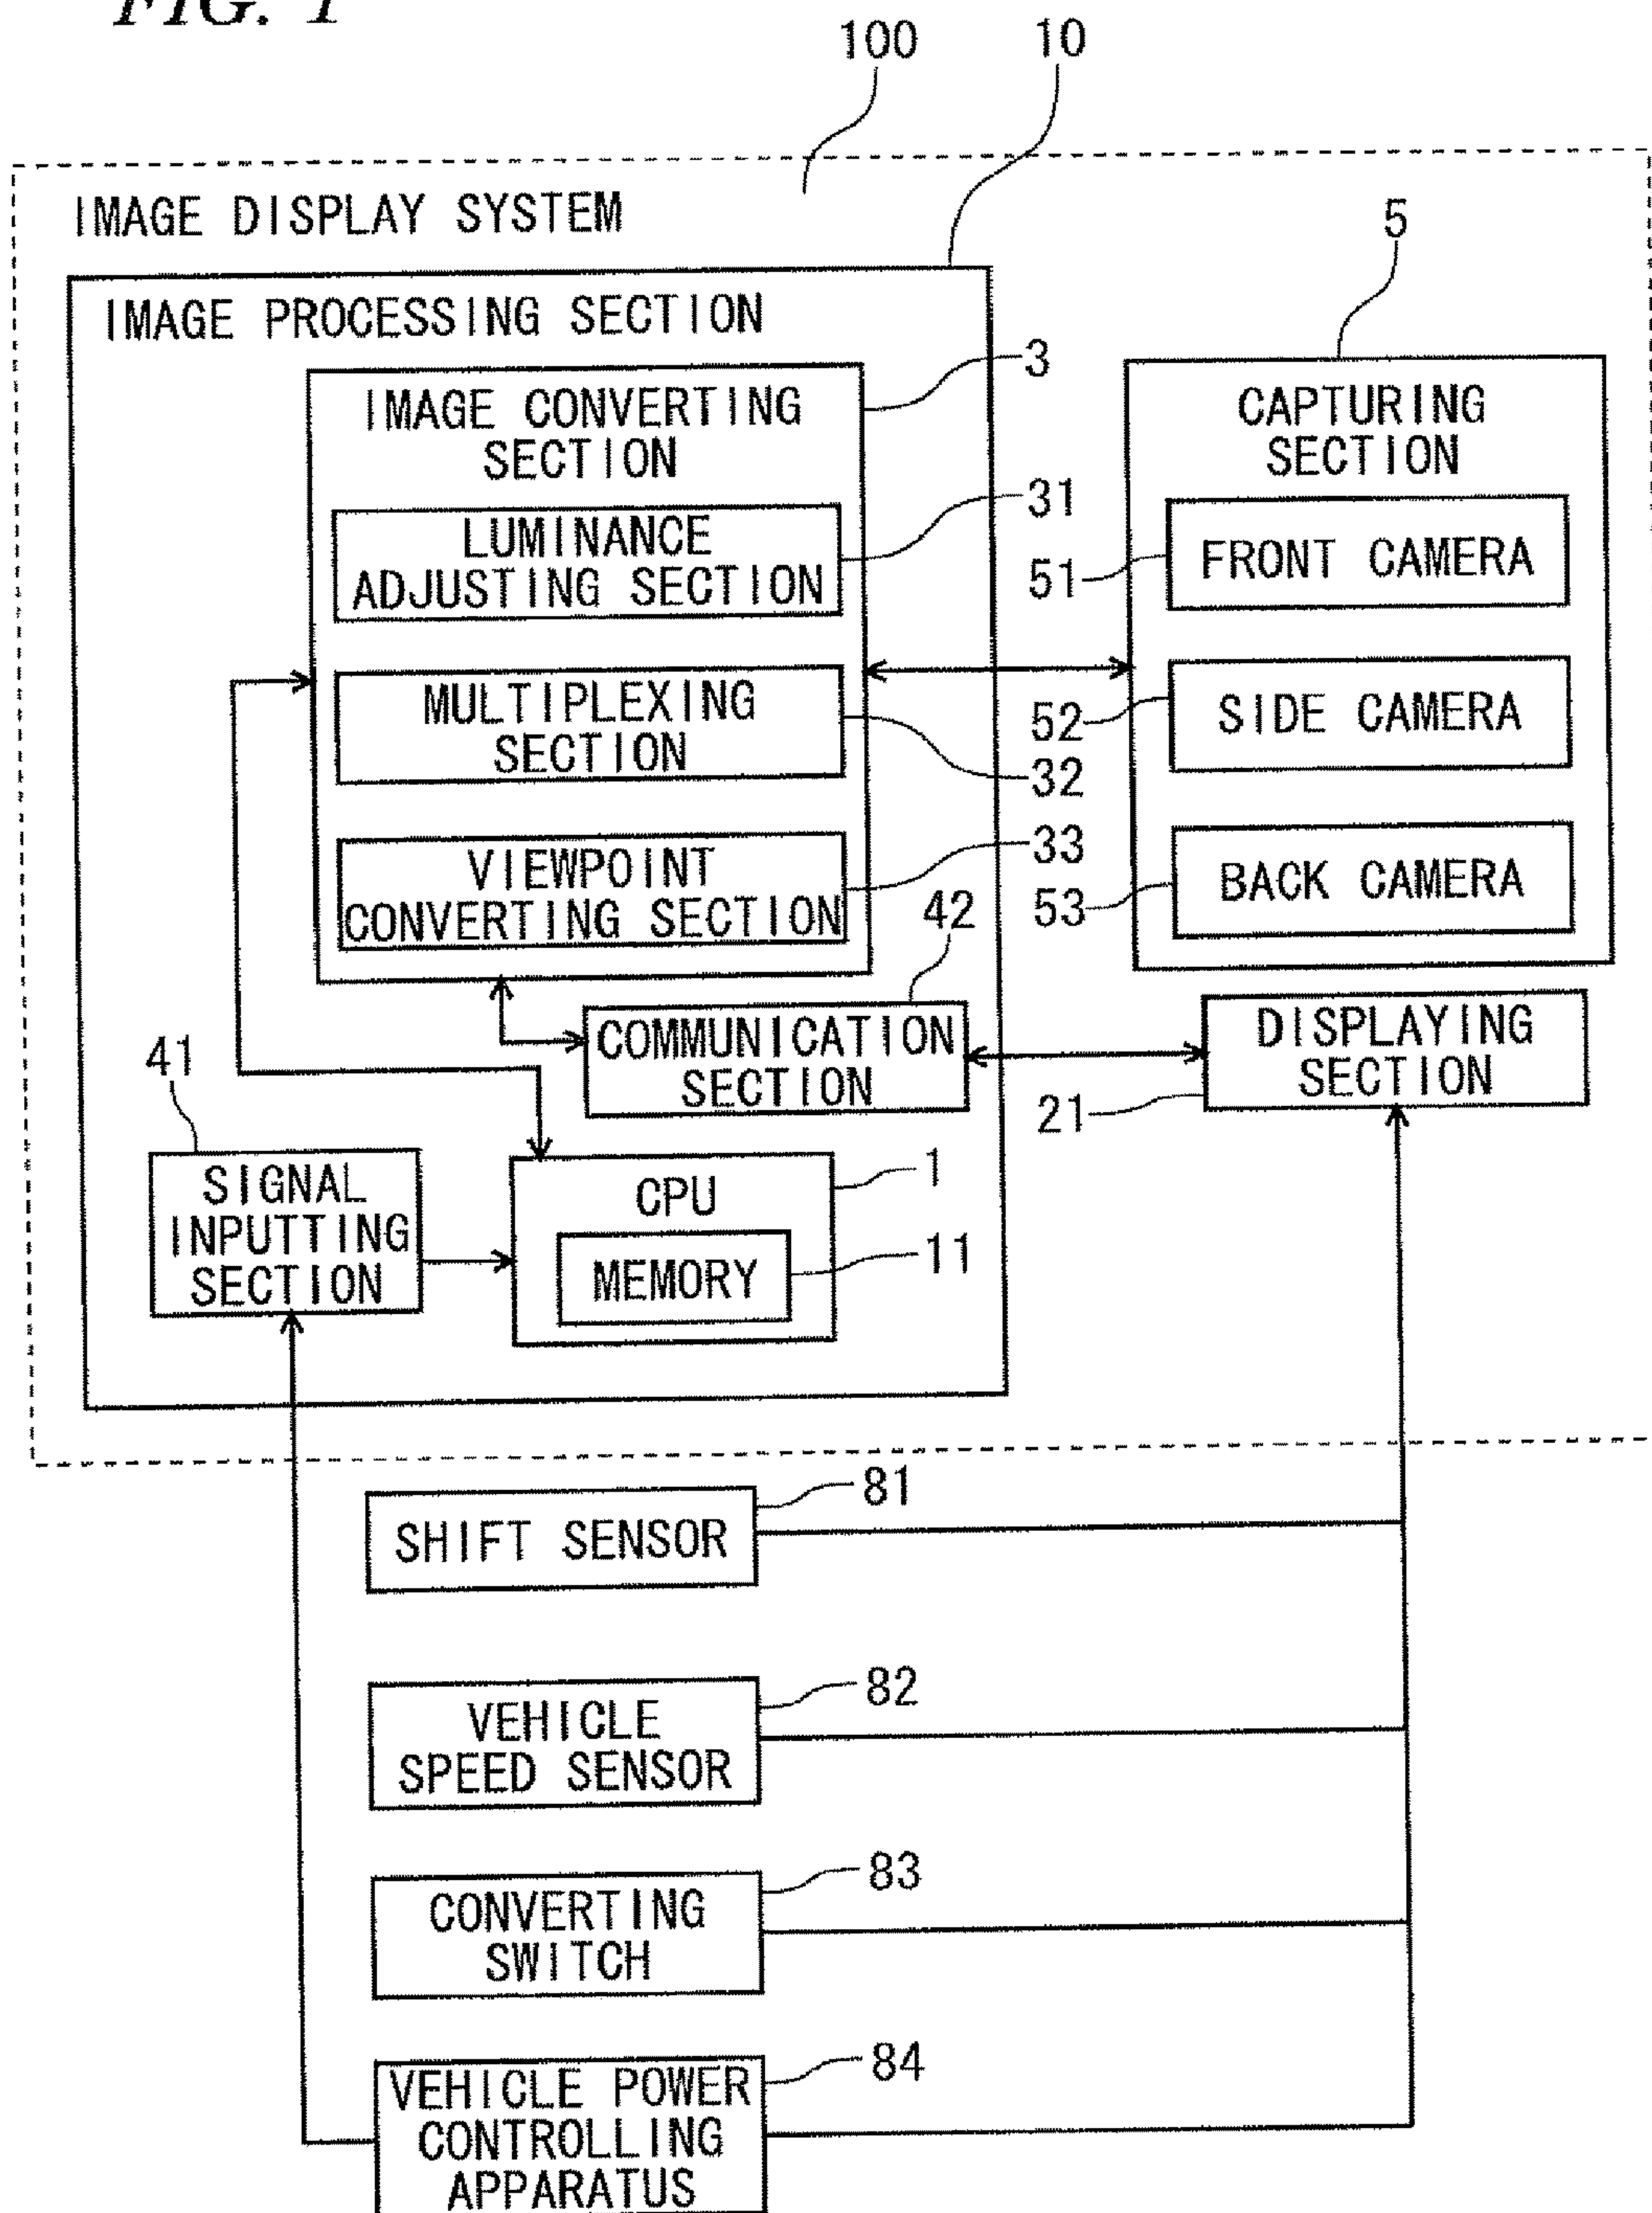 FIG. 1
100
10
IMAGE DISPLAY SYSTEM
5
IMAGE PROCESSING SECTION
3
IMAGE CONVERTING
SECTION
CAPTURING
SECTION
31
LUMINANCE
ADJUSTING SECTION
51
FRONT CAMERA
MULTIPLEXING
SECTION
32
52
SIDE CAMERA
33
VIEWPOINT
CONVERTING SECTION
42
53
BACK CAMERA
COMMUNICATION
SECTION
DISPLAYING
SECTION
21
41
SIGNAL
INPUTTING
SECTION
1
CPU
11
MEMORY
81
SHIFT SENSOR
82
VEHICLE
SPEED SENSOR
83
CONVERTING
SWITCH
84
VEHICLE POWER
CONTROLLING
APPARATUS